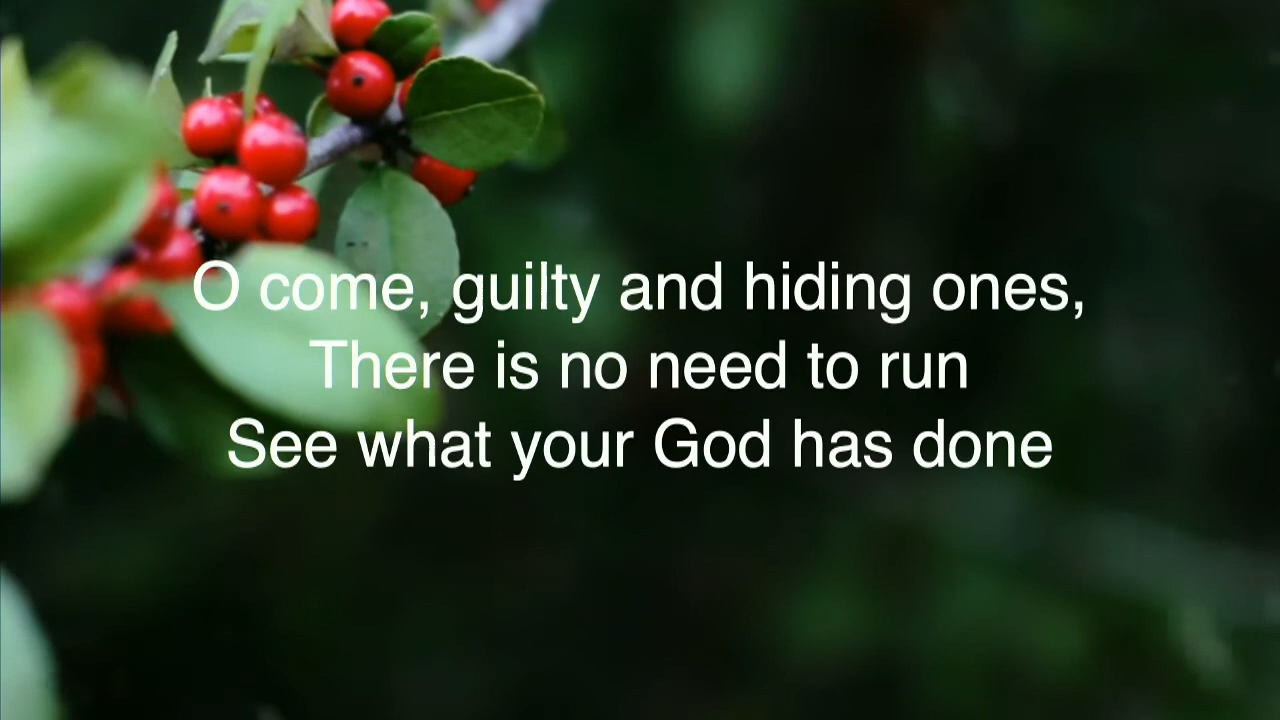 O come, guilty and hiding ones,
There is no need to run
See what your God has done